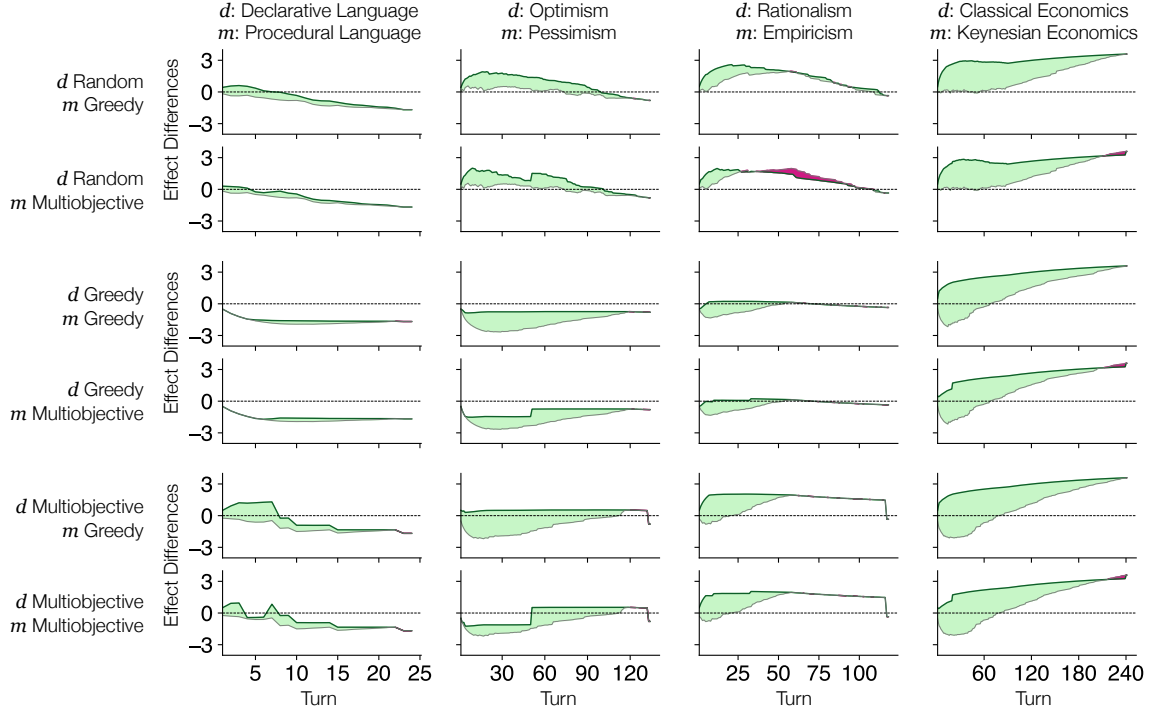 d: Declarative Language
m: Procedural Language
d: Optimism
m: Pessimism
d: Rationalism
m: Empiricism
d: Classical Economics
m: Keynesian Economics
d Random
m Greedy
Effect Differences
3
0
−3
d Random
m Multiobjective
3
0
−3
d Greedy
m Greedy
Effect Differences
3
0
−3
d Greedy
m Multiobjective
3
0
−3
d Multiobjective
m Greedy
Effect Differences
3
0
−3
d Multiobjective
m Multiobjective
3
0
−3
5 10 15 20 25
30 60 90 120
25 50 75 100
60 120 180 240
Turn
Turn
Turn
Turn